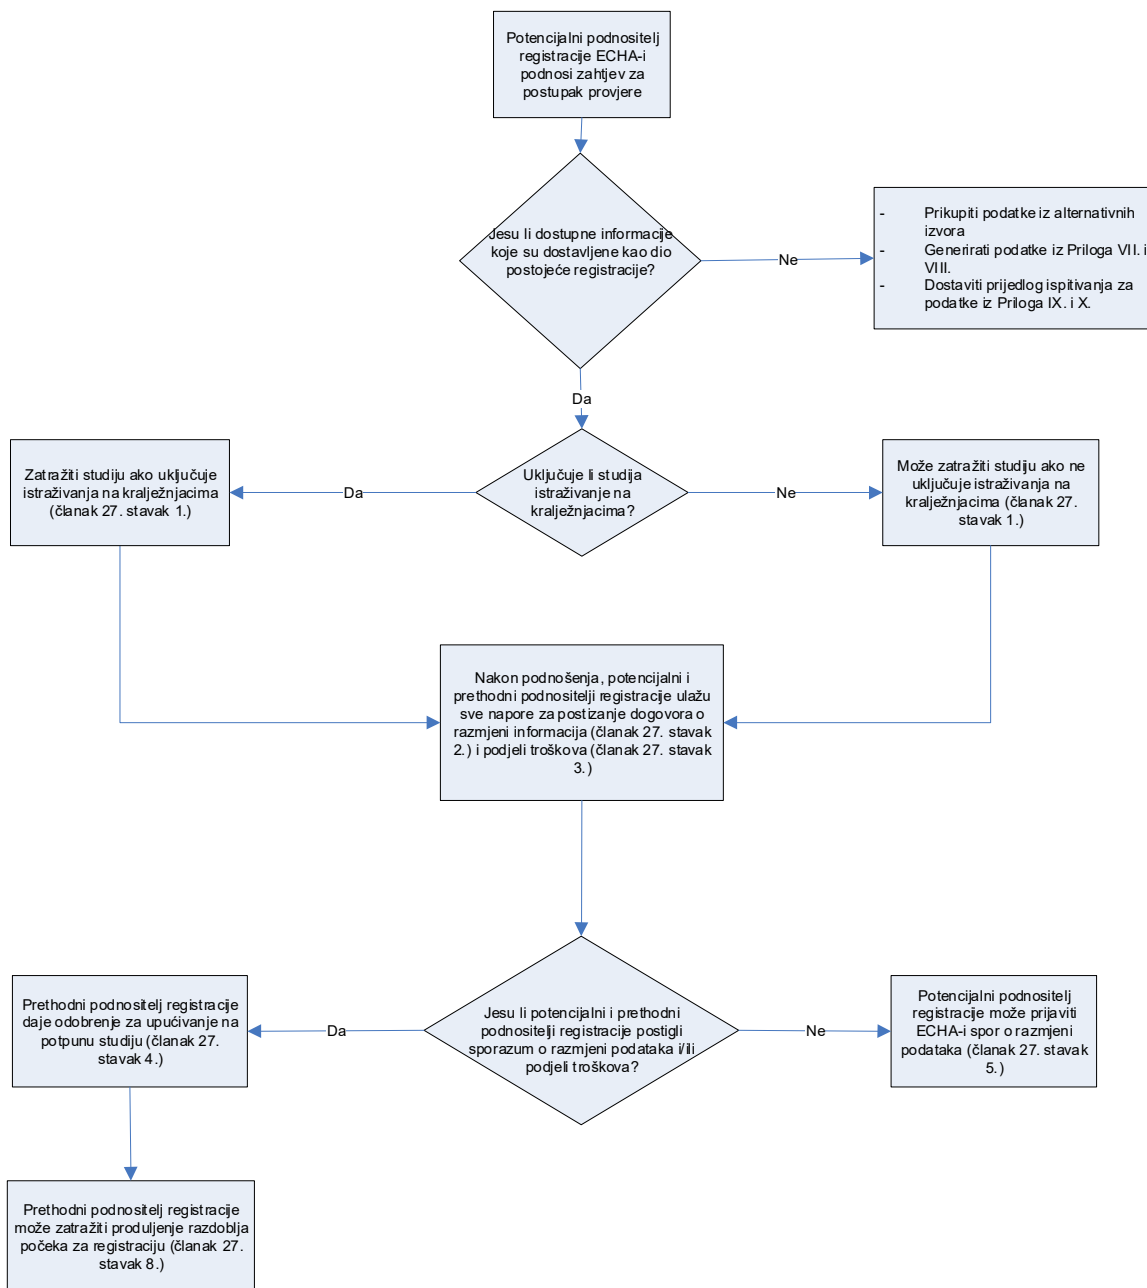 Potencijalni podnositelj
registracije ECHA-i
podnosi zahtjev za
postupak provjere
Jesu li dostupne informacije
koje su dostavljene kao dio
postojeće registracije?
Ne
- Prikupiti podatke iz alternativnih
izvora
- Generirati podatke iz Priloga VII. i
VIII.
- Dostaviti prijedlog ispitivanja za
podatke iz Priloga IX. i X.
Da
Zatražiti studiju ako uključuje
istraživanja na kralježnjacima
(članak 27. stavak 1.)
Da
Uključuje li studija
istraživanje na
kralježnjacima?
Ne
Može zatražiti studiju ako ne
uključuje istraživanja na
kralježnjacima (članak 27.
stavak 1.)
Nakon podnošenja, potencijalni i
prethodni podnositelji registracije ulažu
sve napore za postizanje dogovora o
razmjeni informacija (članak 27. stavak
2.) i podjeli troškova (članak 27. stavak
3.)
Prethodni podnositelj registracije
daje odobrenje za upućivanje na
potpunu studiju (članak 27.
stavak 4.)
Da
Jesu li potencijalni i prethodni
podnositelji registracije postigli
sporazum o razmjeni podataka i/ili
podjeli troškova?
Ne
Potencijalni podnositelj
registracije može prijaviti
ECHA-i spor o razmjeni
podataka (članak 27. stavak
5.)
Prethodni podnositelj registracije
može zatražiti produljenje razdoblja
počeka za registraciju (članak 27.
stavak 8.)